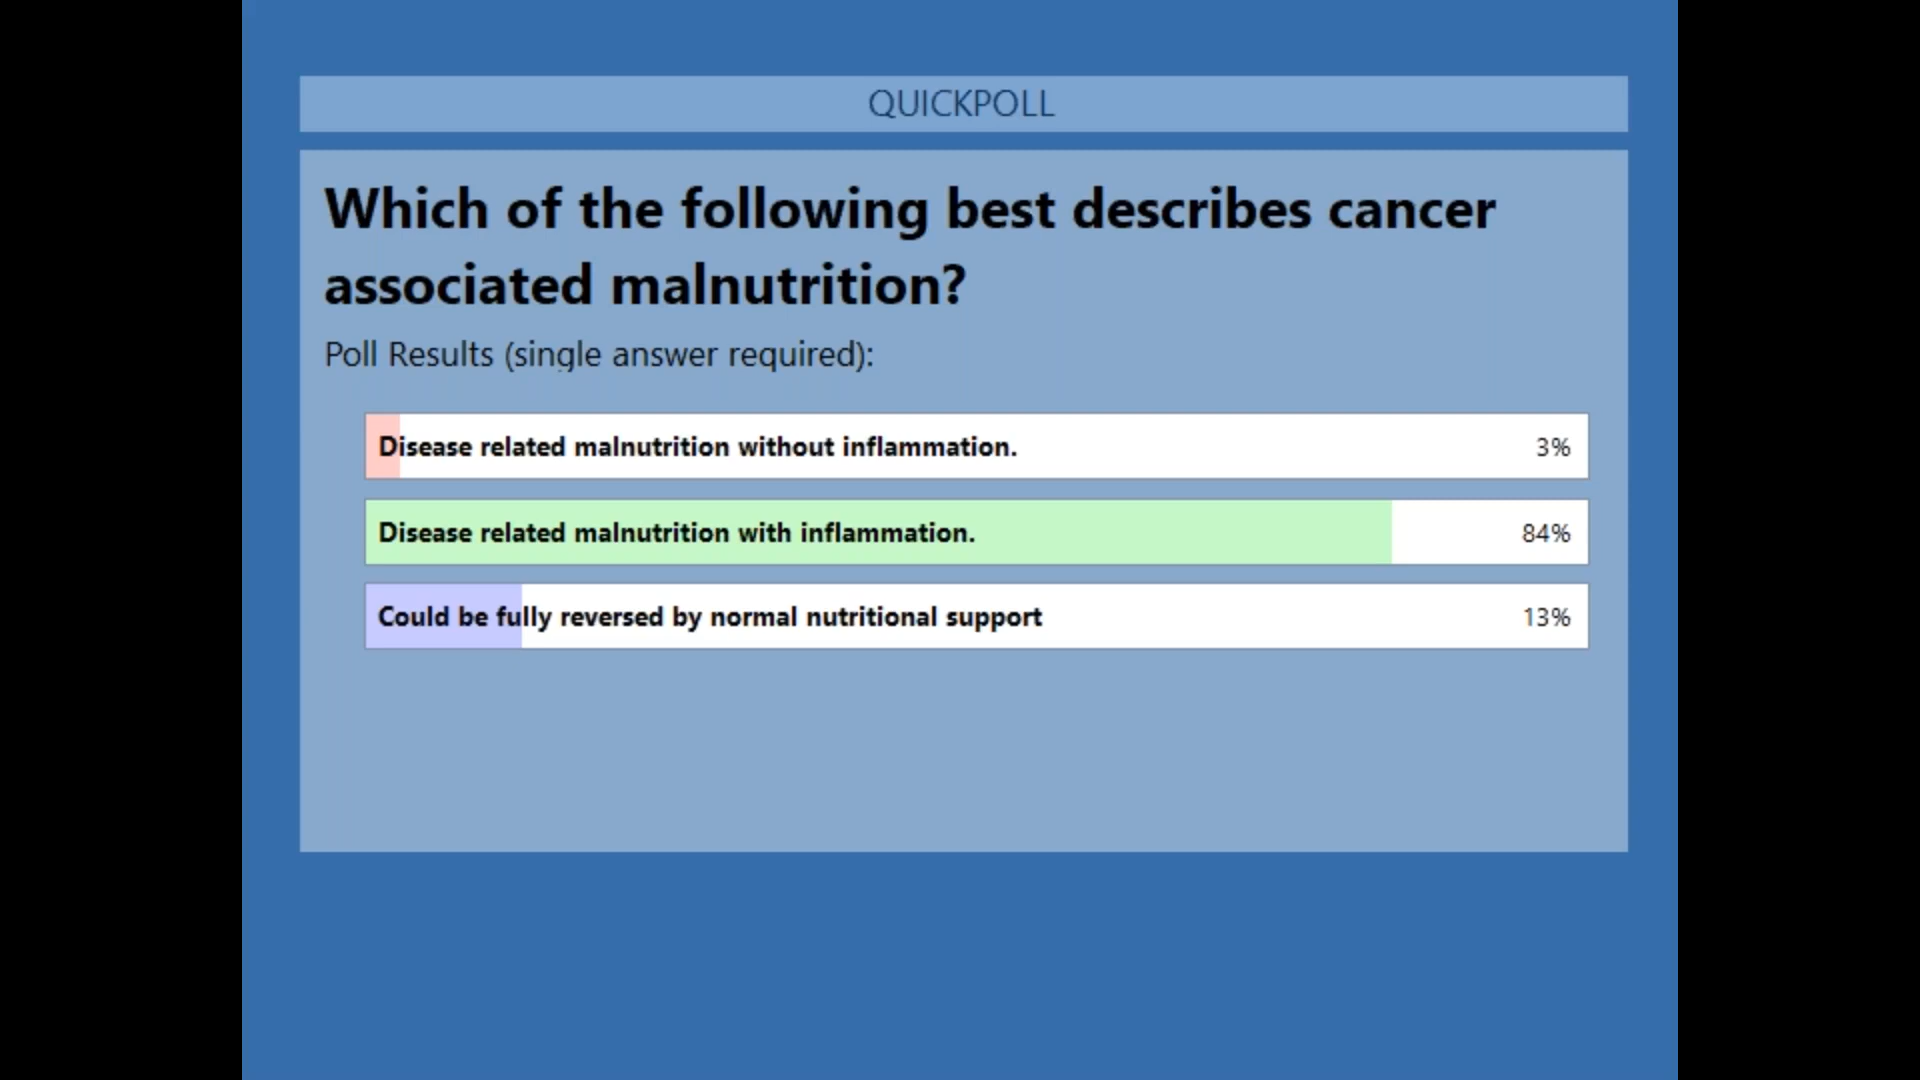 QUICKPOLL
Which of the following best describes cancer
associated malnutrition?
Poll Results (single answer required):
Disease related malnutrition without inflammation. 3%
Disease related malnutrition with inflammation. 84%
Could be fully reversed by normal nutritional support 13%